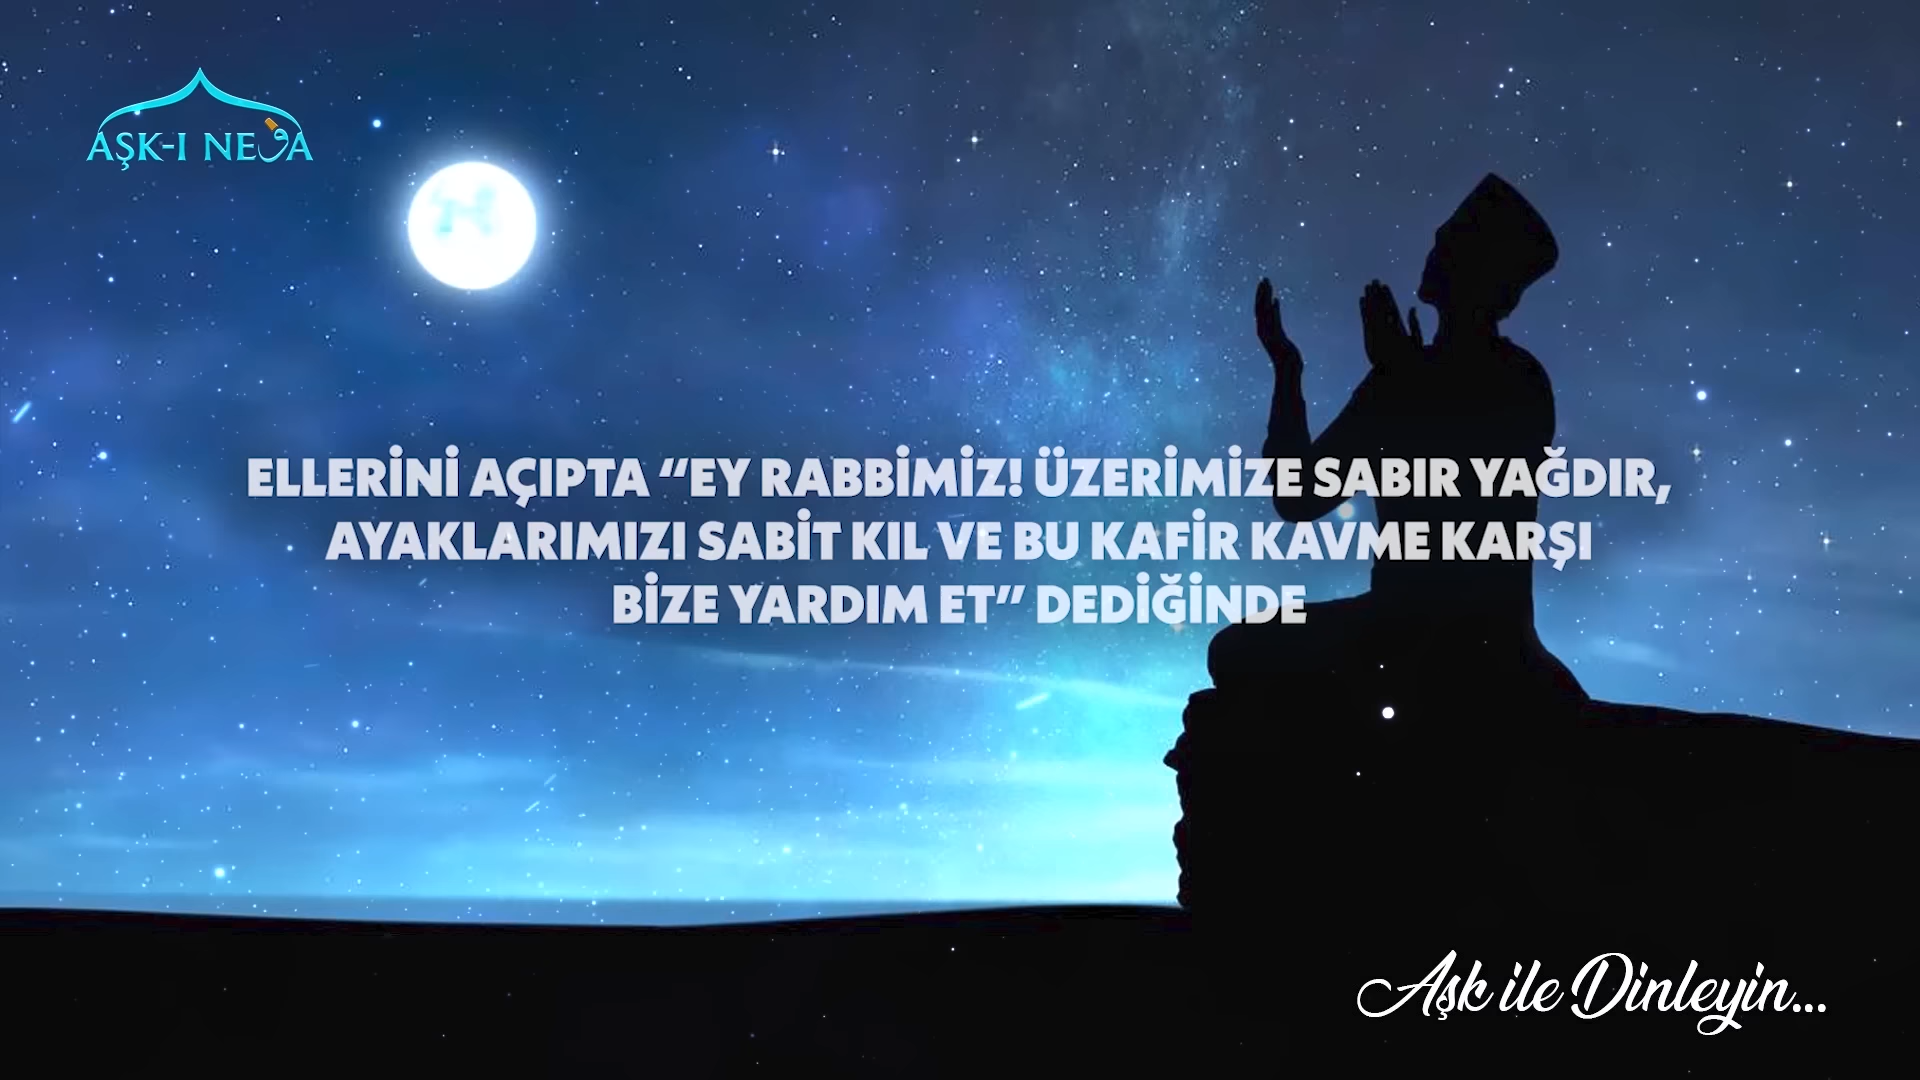 AŞK-I NEVA
ELLERİNİ AÇIPTA “EY RABBİMİZ! ÜZERİMİZE SABIR YAĞDIR,
AYAKLARIMIZI SABİT KIL VE BU KAFİR KAVME KARŞI
BİZE YARDIM ET” DEDİĞİNDE
Aşk ile Dinleyin...